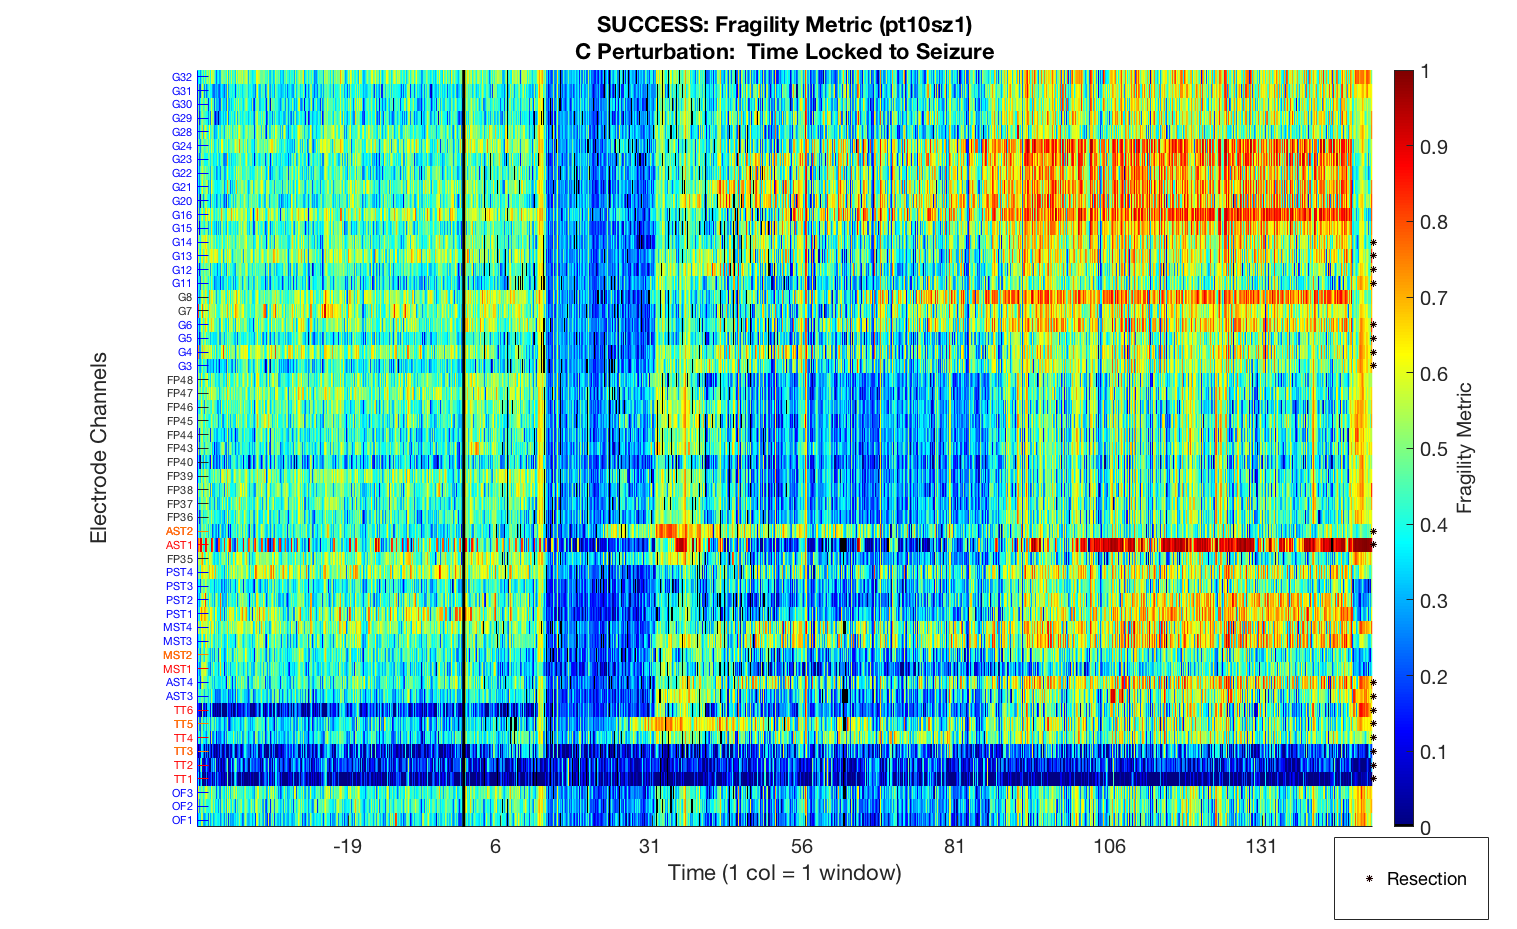 SUCCESS: Fragility Metric (pt10sz1)
C Perturbation:  Time Locked to Seizure
Electrode Channels
G32
G31
G30
G29
G28
G24
G23
G22
G21
G20
G16
G15
G14
G13
G12
G11
G8
G7
G6
G5
G4
G3
FP48
FP47
FP46
FP45
FP44
FP43
FP40
FP39
FP38
FP37
FP36
AST2
AST1
FP35
PST4
PST3
PST2
PST1
MST4
MST3
MST2
MST1
AST4
AST3
TT6
TT5
TT4
TT3
TT2
TT1
OF3
OF2
OF1
-19 6 31 56 81 106 131
Time (1 col = 1 window)
1
0.9
0.8
0.7
0.6
0.5
0.4
0.3
0.2
0.1
0
Fragility Metric
* Resection